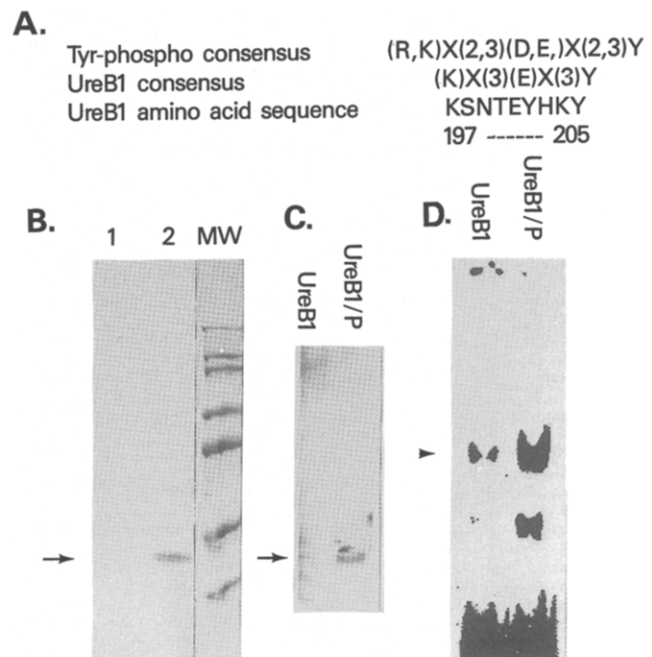 A.
Tyr-phospho consensus (R,K)X(2,3)(D,E,)X(2,3)Y
UreB1 consensus (K)X(3)(E)X(3)Y
UreB1 amino acid sequence KSNTEYHKY
197 ------ 205
B.
1 2 MW
C.
UreB1
UreB1/P
D.
UreB1
UreB1/P